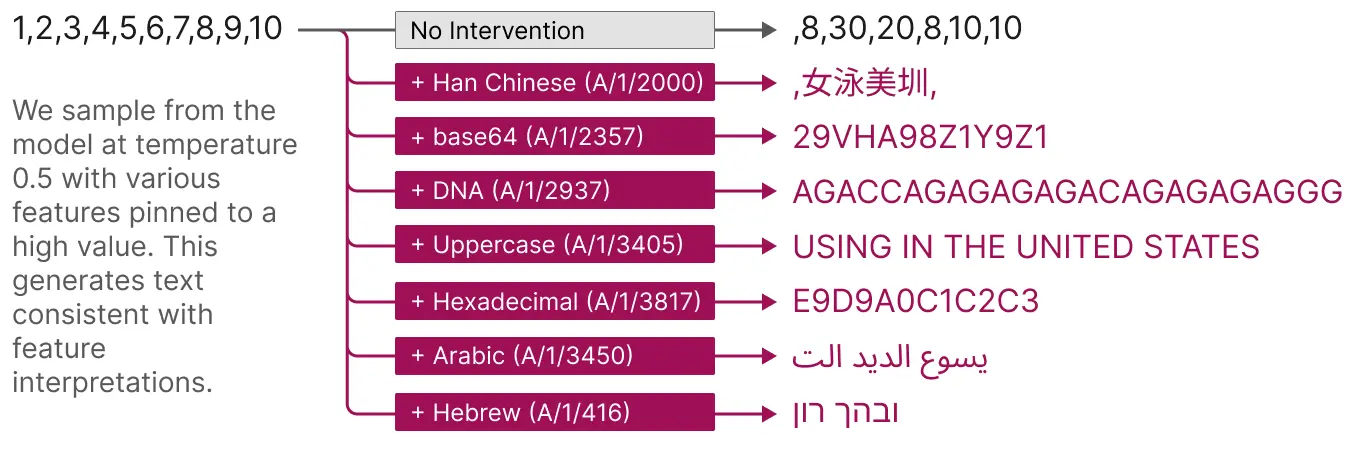 1,2,3,4,5,6,7,8,9,10
We sample from the
model at temperature
0.5 with various
features pinned to a
high value. This
generates text
consistent with
feature
interpretations.
No Intervention
,8,30,20,8,10,10
+ Han Chinese (A/1/2000)
,女泳美圳,
+ base64 (A/1/2357)
29VHA98Z1Y9Z1
+ DNA (A/1/2937)
AGACCAGAGAGAGACAGAGAGAGGG
+ Uppercase (A/1/3405)
USING IN THE UNITED STATES
+ Hexadecimal (A/1/3817)
E9D9A0C1C2C3
+ Arabic (A/1/3450)
يسوع الديد الت
+ Hebrew (A/1/416)
ובהך רון